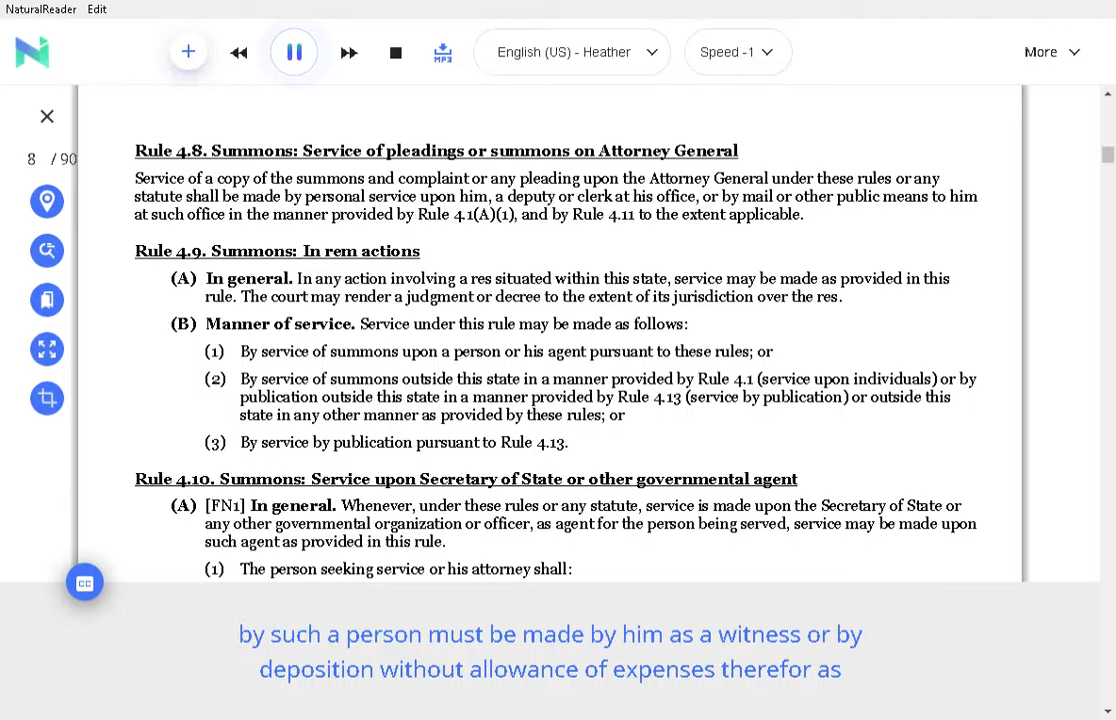 NaturalReader Edit
MP3
English (US) - Heather
Speed -1
More
8 / 90
Rule 4.8. Summons: Service of pleadings or summons on Attorney General
Service of a copy of the summons and complaint or any pleading upon the Attorney General under these rules or any
statute shall be made by personal service upon him, a deputy or clerk at his office, or by mail or other public means to him
at such office in the manner provided by Rule 4.1(A)(1), and by Rule 4.11 to the extent applicable.
Rule 4.9. Summons: In rem actions
(A) In general. In any action involving a res situated within this state, service may be made as provided in this
rule. The court may render a judgment or decree to the extent of its jurisdiction over the res.
(B) Manner of service. Service under this rule may be made as follows:
(1) By service of summons upon a person or his agent pursuant to these rules; or
(2) By service of summons outside this state in a manner provided by Rule 4.1 (service upon individuals) or by
publication outside this state in a manner provided by Rule 4.13 (service by publication) or outside this
state in any other manner as provided by these rules; or
(3) By service by publication pursuant to Rule 4.13.
Rule 4.10. Summons: Service upon Secretary of State or other governmental agent
(A) [FN1] In general. Whenever, under these rules or any statute, service is made upon the Secretary of State or
any other governmental organization or officer, as agent for the person being served, service may be made upon
such agent as provided in this rule.
(1) The person seeking service or his attorney shall:
CC
by such a person must be made by him as a witness or by
deposition without allowance of expenses therefor as